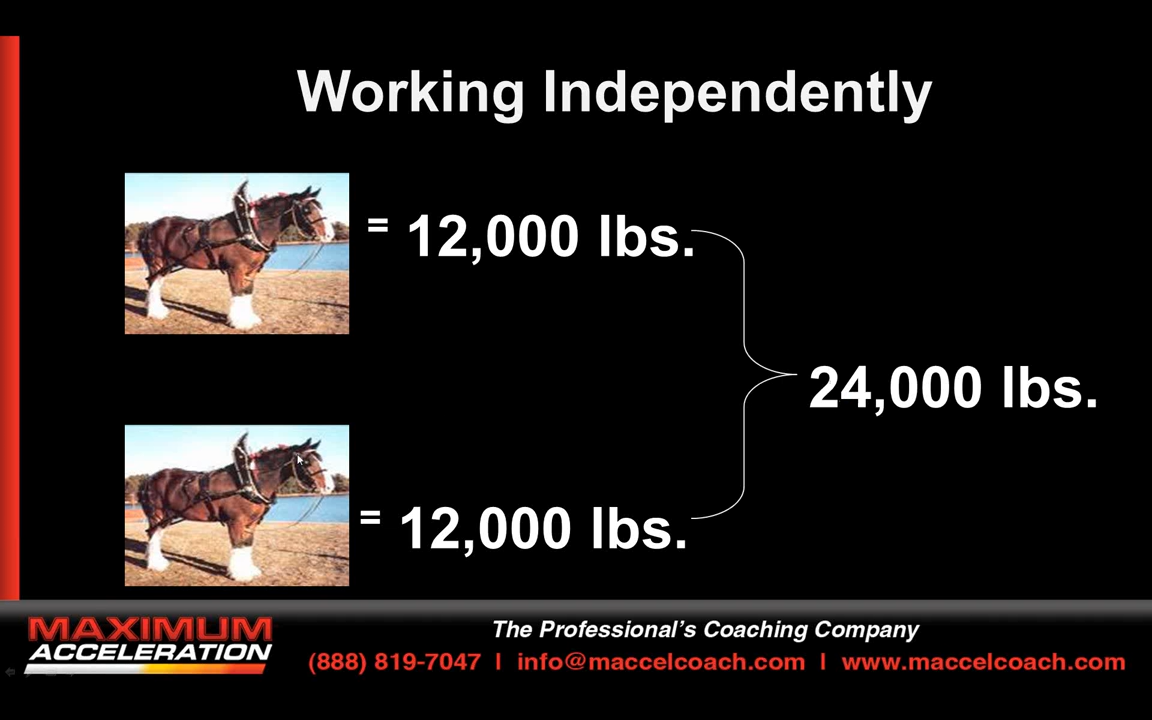 Working Independently
= 12,000 lbs.
24,000 lbs.
= 12,000 lbs.
MAXIMUM
ACCELERATION
The Professional's Coaching Company
(888) 819-7047 | info@maccelcoach.com | www.maccelcoach.com